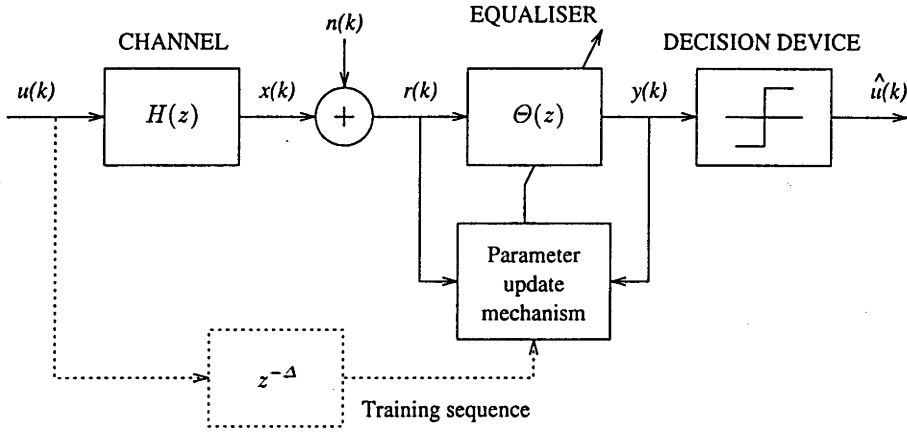 n(k)
EQUALISER
CHANNEL
DECISION DEVICE
u(k)
H(z)
x(k)
+
r(k)
Θ(z)
y(k)
û(k)
Parameter
update
mechanism
z^{-Δ}
Training sequence